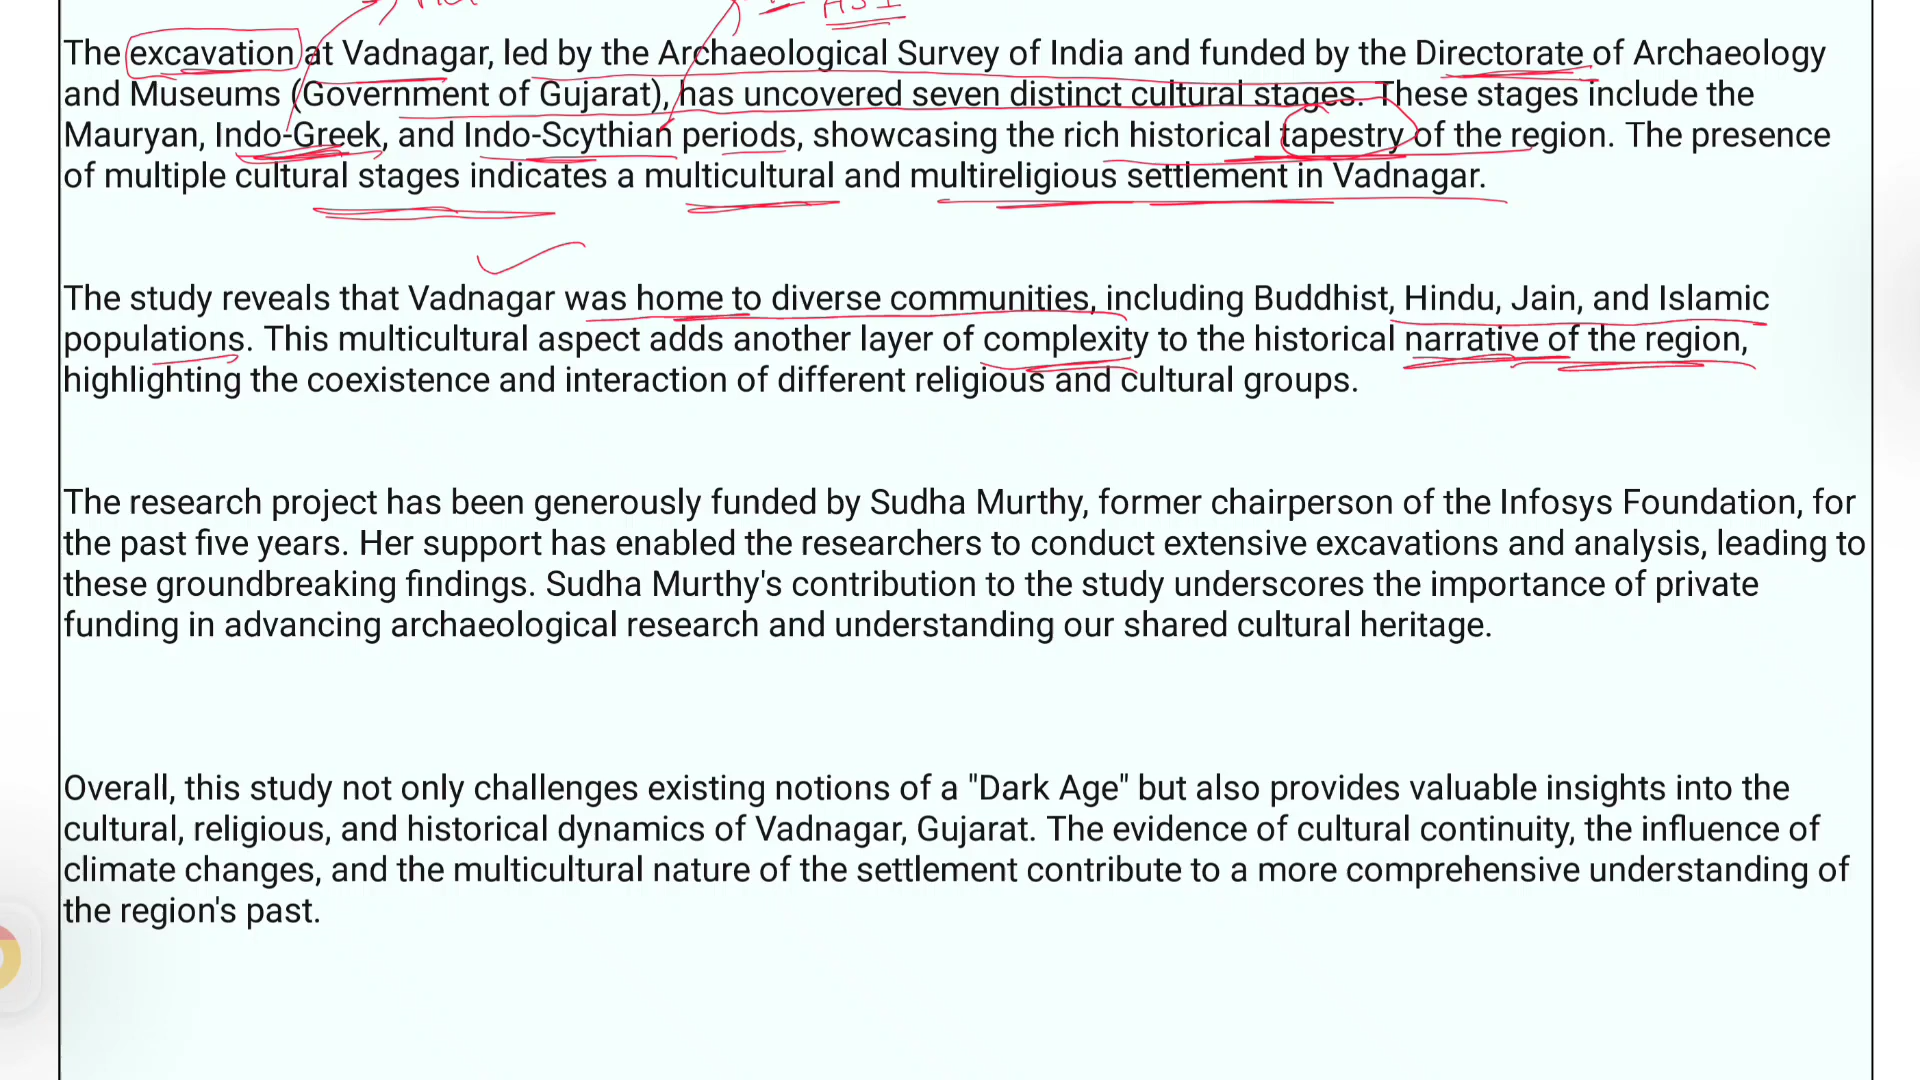 ASI
The excavation at Vadnagar, led by the Archaeological Survey of India and funded by the Directorate of Archaeology
and Museums (Government of Gujarat), has uncovered seven distinct cultural stages. These stages include the
Mauryan, Indo-Greek, and Indo-Scythian periods, showcasing the rich historical tapestry of the region. The presence
of multiple cultural stages indicates a multicultural and multireligious settlement in Vadnagar.
The study reveals that Vadnagar was home to diverse communities, including Buddhist, Hindu, Jain, and Islamic
populations. This multicultural aspect adds another layer of complexity to the historical narrative of the region,
highlighting the coexistence and interaction of different religious and cultural groups.
The research project has been generously funded by Sudha Murthy, former chairperson of the Infosys Foundation, for
the past five years. Her support has enabled the researchers to conduct extensive excavations and analysis, leading to
these groundbreaking findings. Sudha Murthy's contribution to the study underscores the importance of private
funding in advancing archaeological research and understanding our shared cultural heritage.
Overall, this study not only challenges existing notions of a "Dark Age" but also provides valuable insights into the
cultural, religious, and historical dynamics of Vadnagar, Gujarat. The evidence of cultural continuity, the influence of
climate changes, and the multicultural nature of the settlement contribute to a more comprehensive understanding of
the region's past.